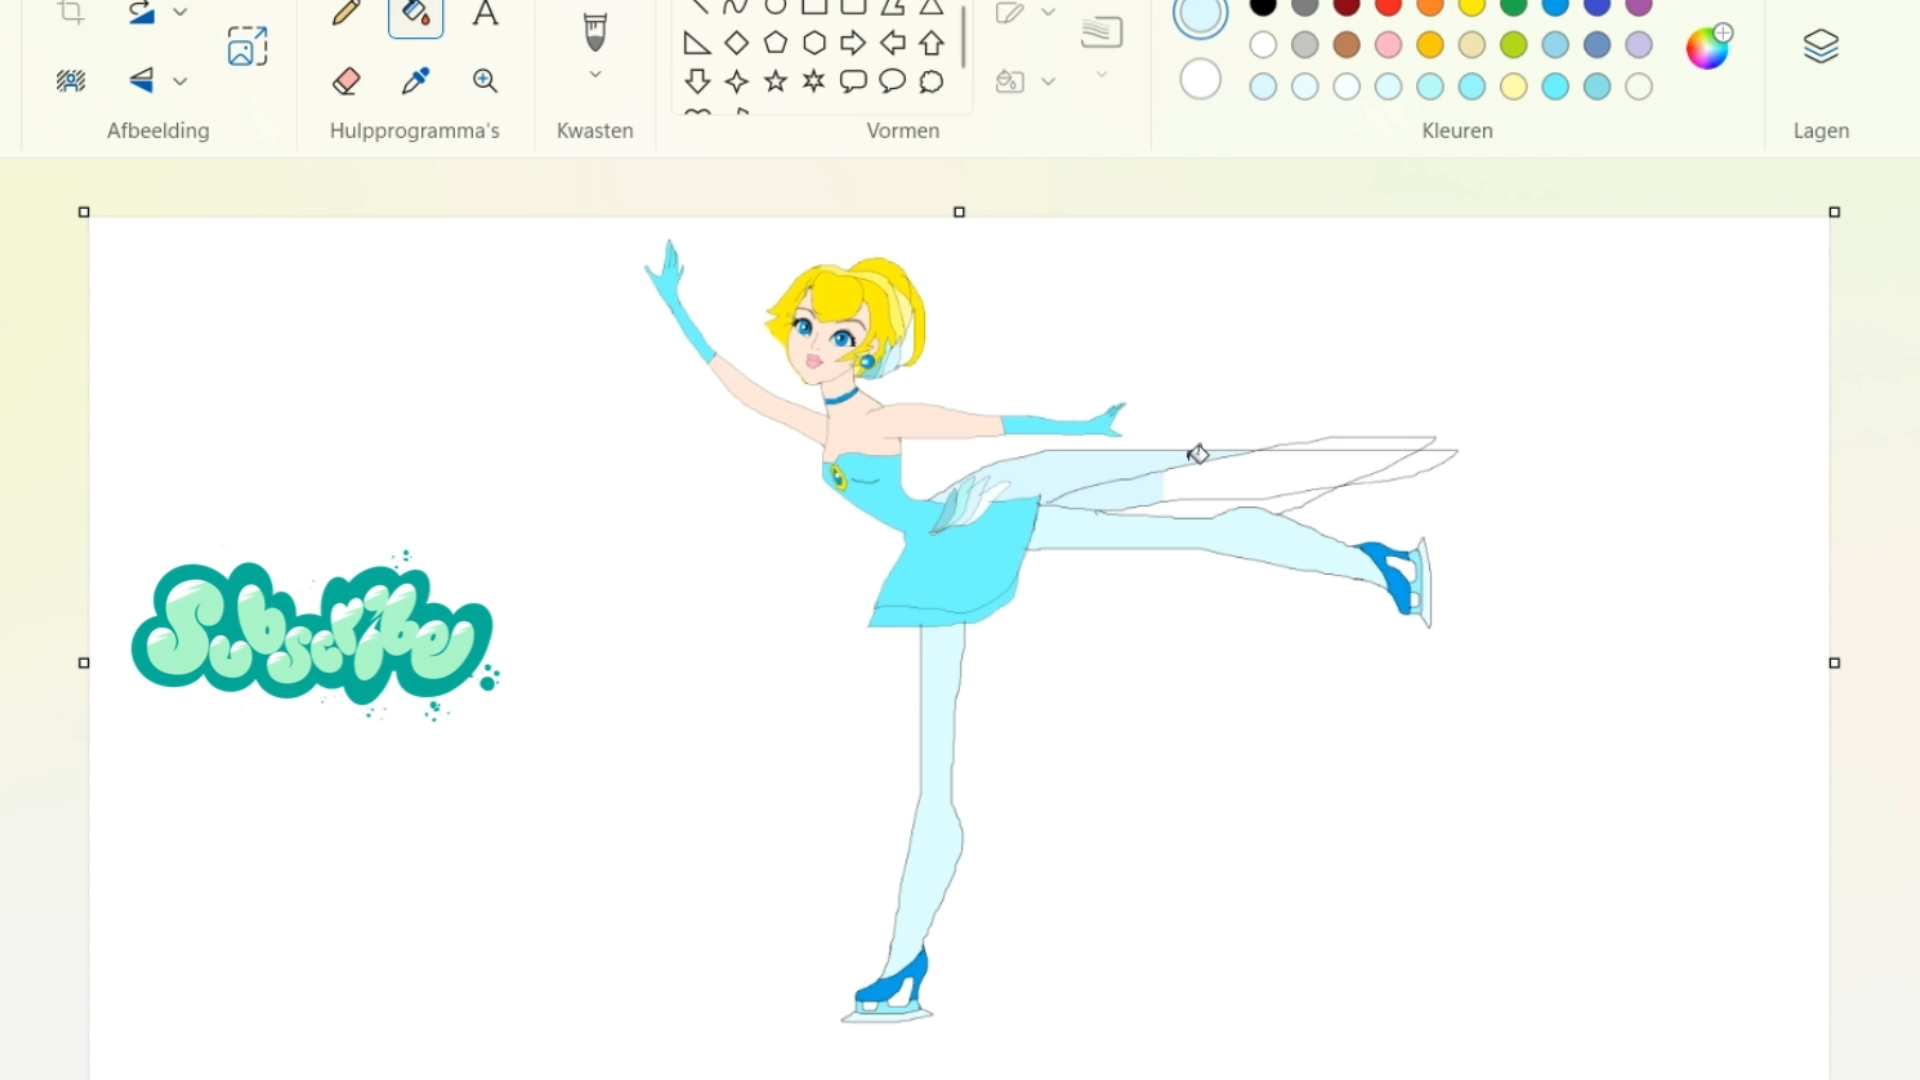 Afbeelding
Hulpprogramma's
Kwasten
Vormen
Kleuren
Lagen
Subscribe